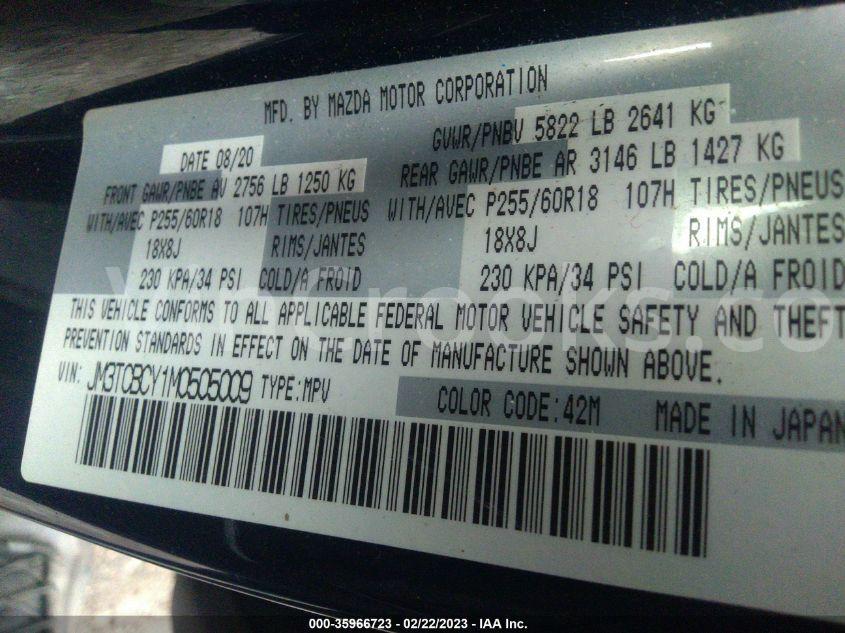 MFD. BY MAZDA MOTOR CORPORATION
DATE 08/20 GVWR/PNBV 5822 LB 2641 KG
FRONT GAWR/PNBE AV 2756 LB 1250 KG REAR GAWR/PNBE AR 3146 LB 1427 KG
WITH/AVEC P255/60R18 107H TIRES/PNEUS WITH/AVEC P255/60R18 107H TIRES/PNEUS
18X8J RIMS/JANTES 18X8J RIMS/JANTES
230 KPA/34 PSI COLD/A FROID 230 KPA/34 PSI COLD/A FROID
THIS VEHICLE CONFORMS TO ALL APPLICABLE FEDERAL MOTOR VEHICLE SAFETY AND THEFT
PREVENTION STANDARDS IN EFFECT ON THE DATE OF MANUFACTURE SHOWN ABOVE.
VIN: JM3TCBCY1M0505009 TYPE:MPV COLOR CODE:42M MADE IN JAPAN
000-35966723 - 02/22/2023 - IAA Inc.